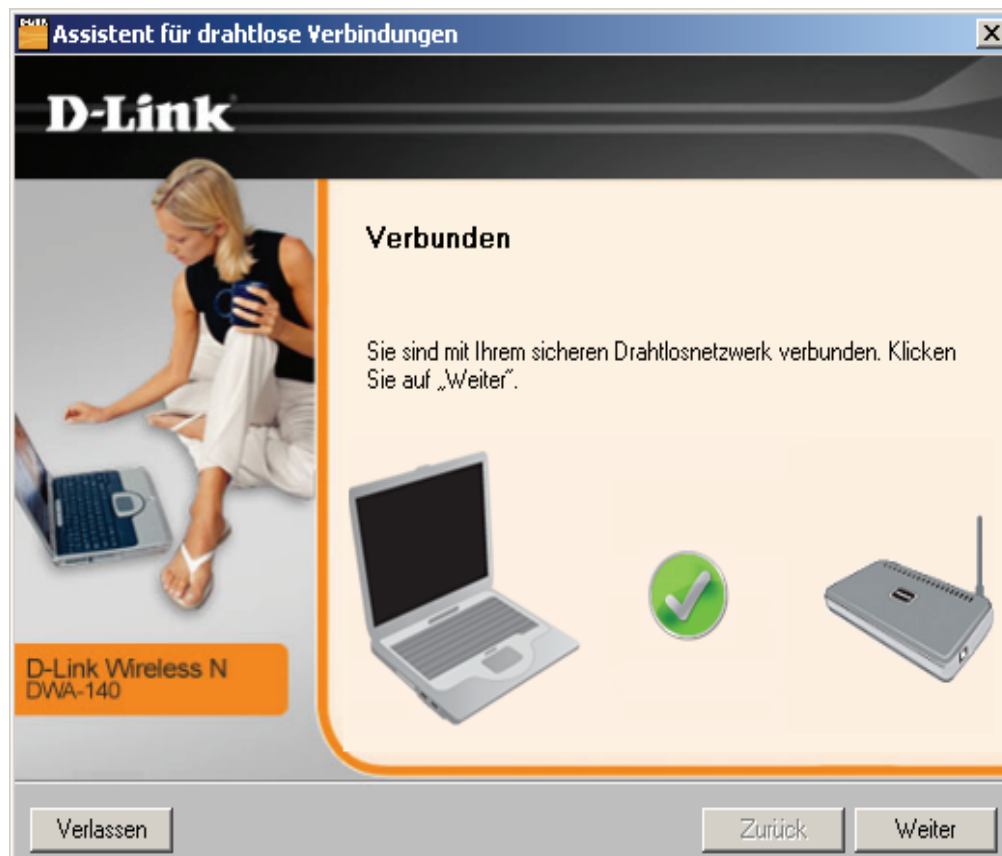 Assistent für drahtlose Verbindungen
D-Link
Verbunden
Sie sind mit Ihrem sicheren Drahtlosnetzwerk verbunden. Klicken
Sie auf „Weiter”.
D-Link Wireless N
DWA-140
Verlassen
Zurück
Weiter